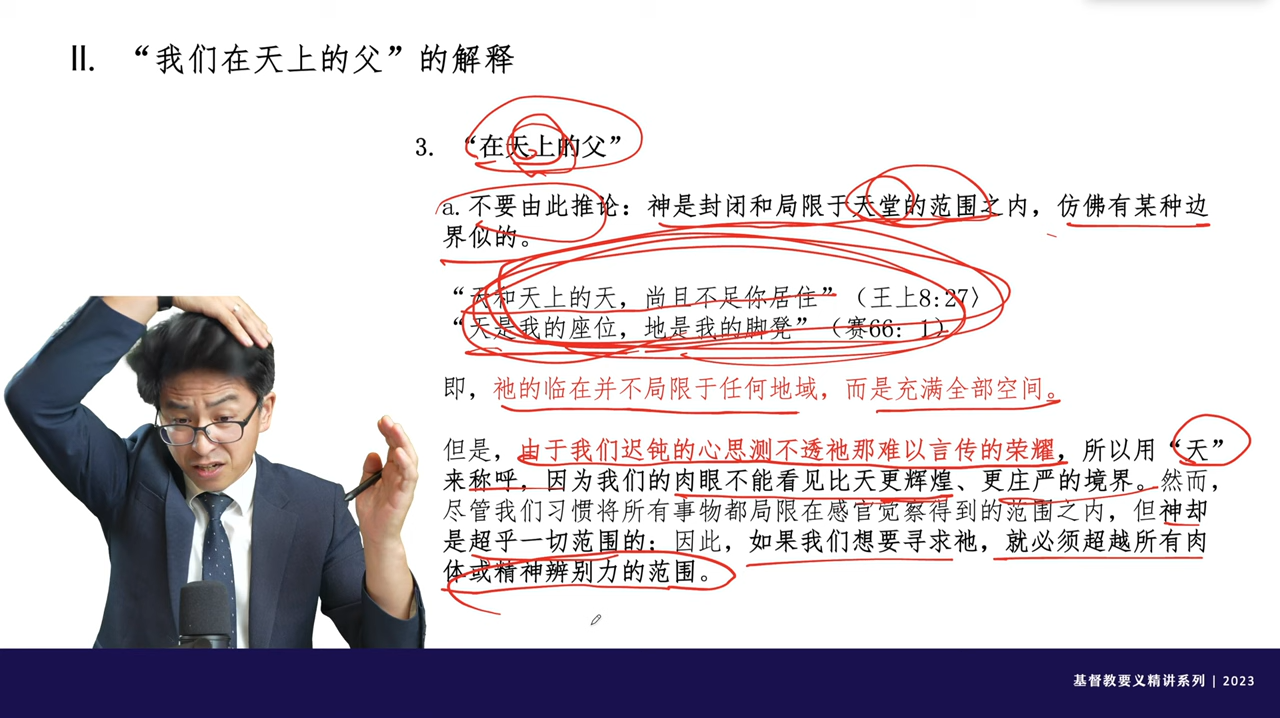 II. “我们在天上的父”的解释
3. “在天上的父”
a.不要由此推论：神是封闭和局限于天堂的范围之内，仿佛有某种边
界似的。
“天和天上的天，尚且不足你居住”（王上8:27）
“天是我的座位，地是我的脚凳”（赛66：1）
即，祂的临在并不局限于任何地域，而是充满全部空间。
但是，由于我们迟钝的心思测不透祂那难以言传的荣耀，所以用“天”
来称呼，因为我们的肉眼不能看见比天更辉煌、更庄严的境界。然而，
尽管我们习惯将所有事物都局限在感官觉察得到的范围之内，但神却
是超乎一切范围的；因此，如果我们想要寻求祂，就必须超越所有肉
体或精神辨别力的范围。
基督教要义精讲系列 | 2023